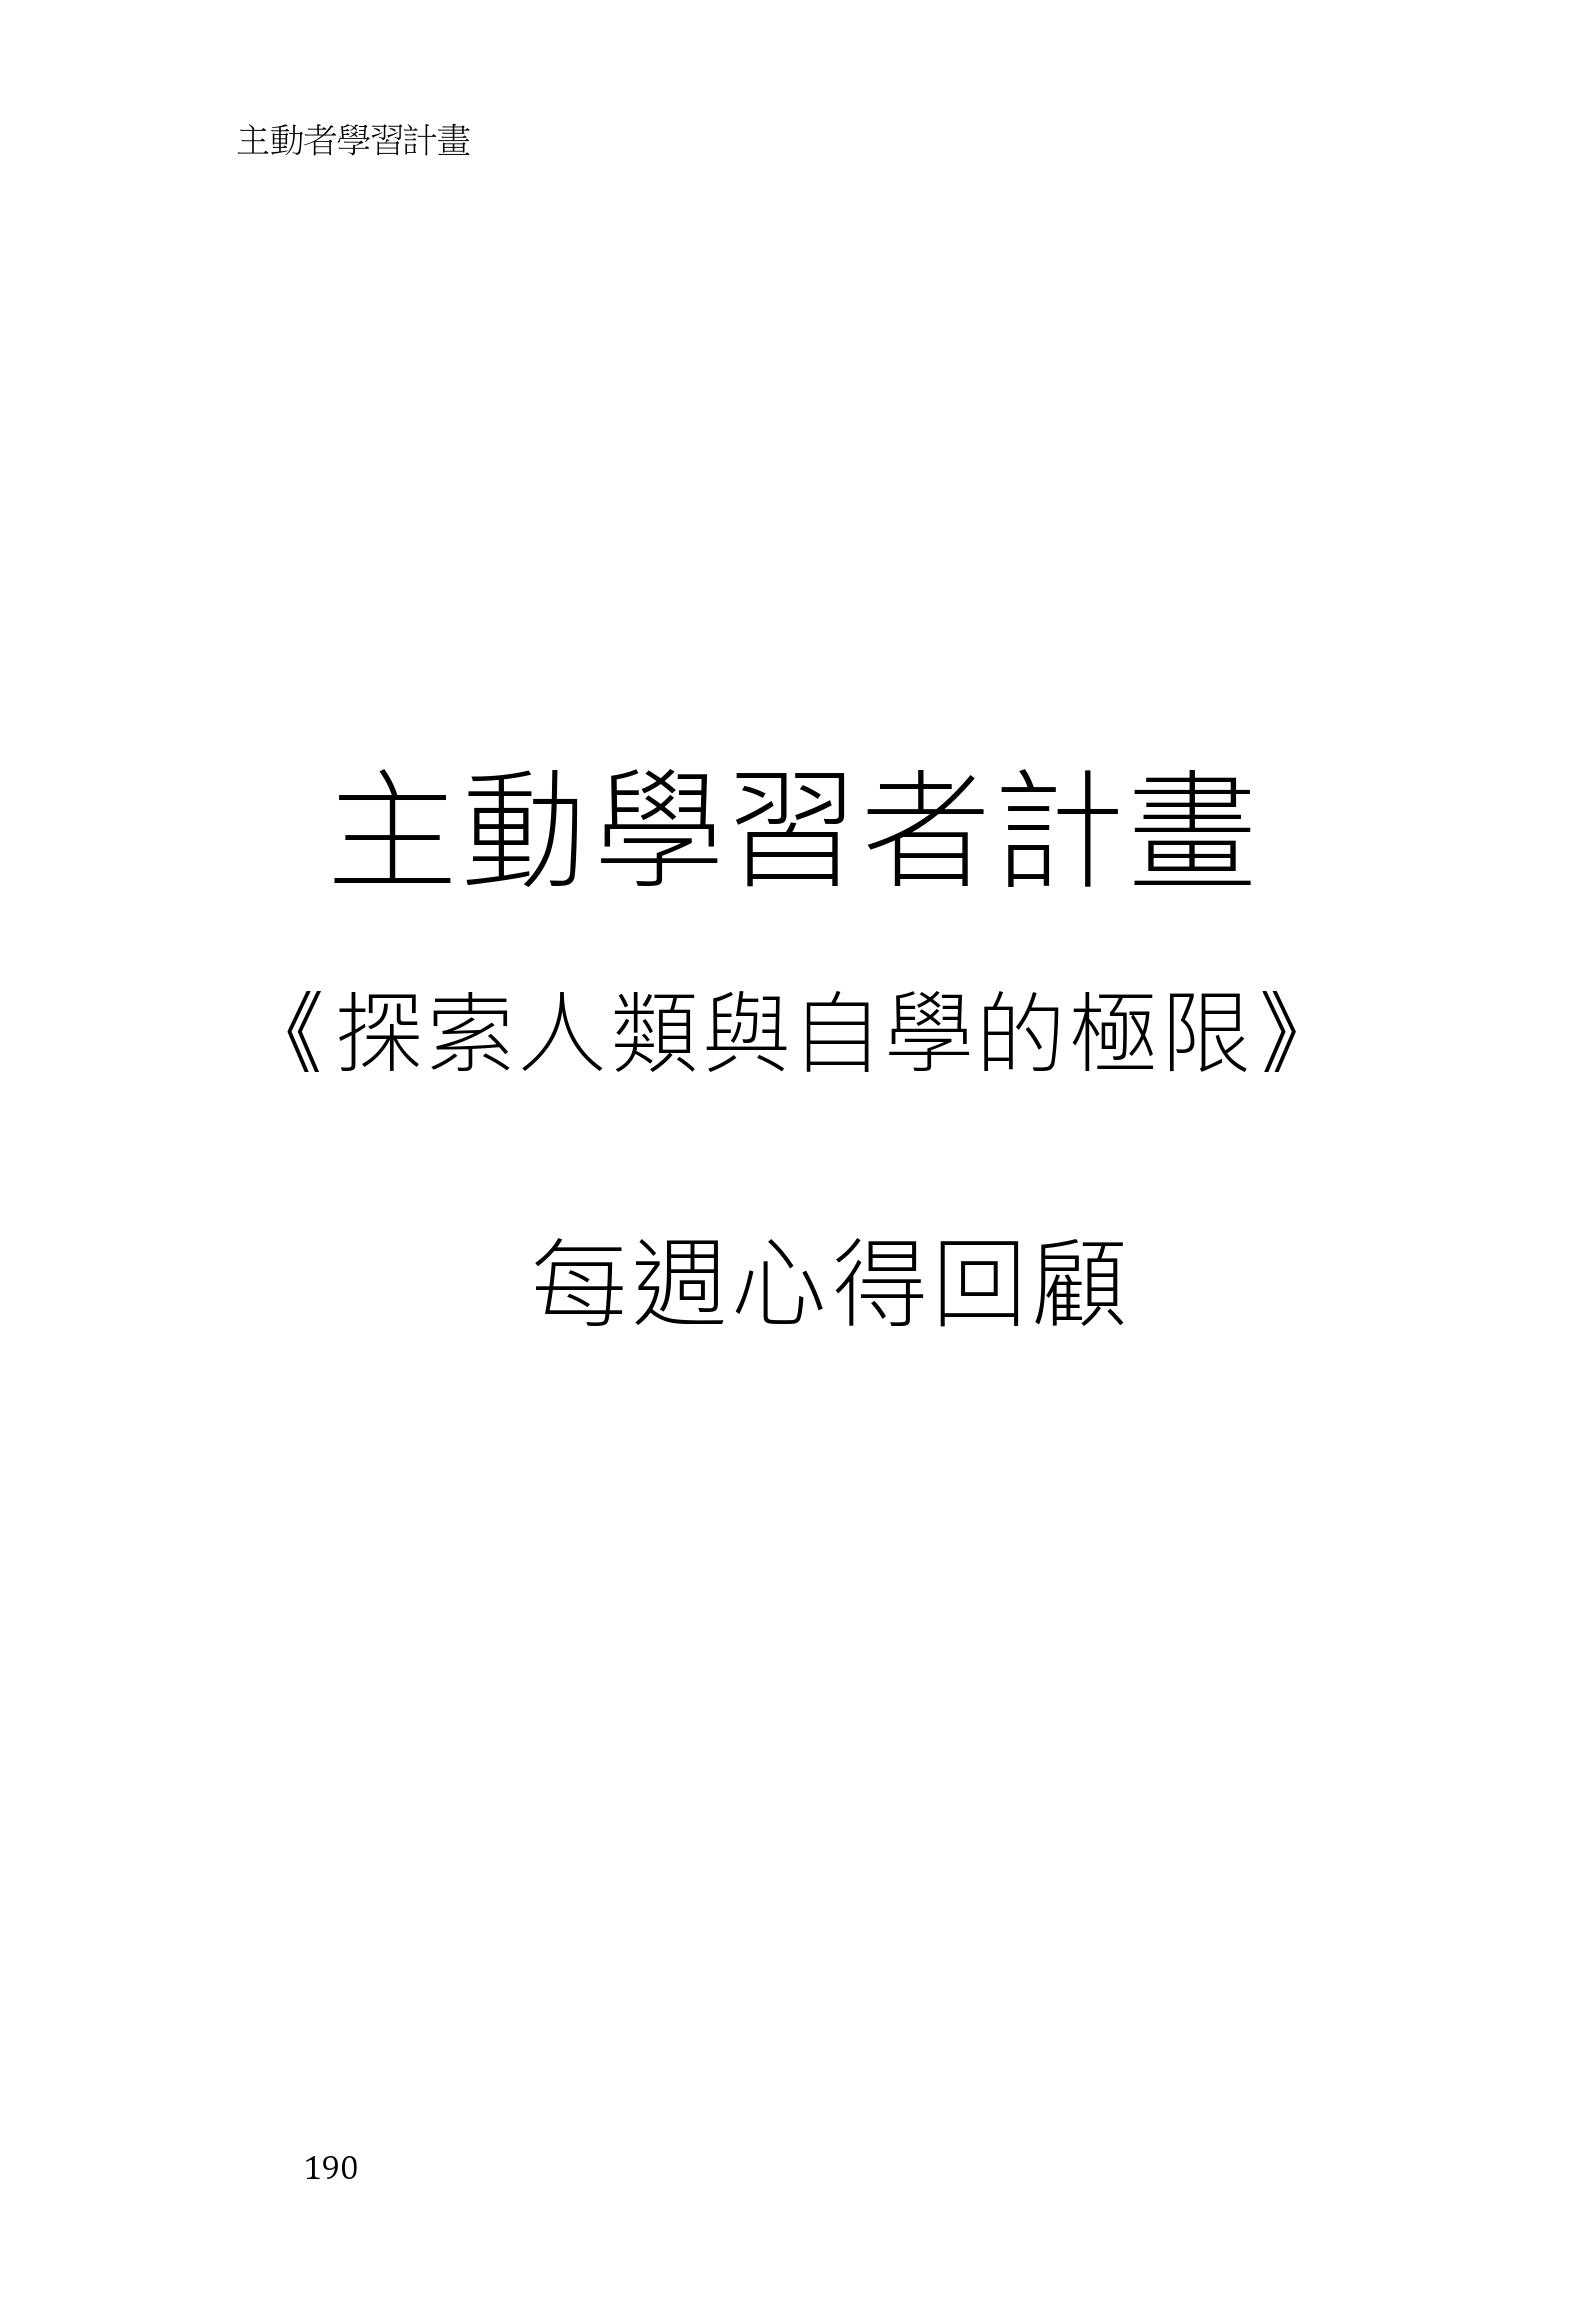 主動者學習計畫
主動學習者計畫
《探索人類與自學的極限》
每週心得回顧
190